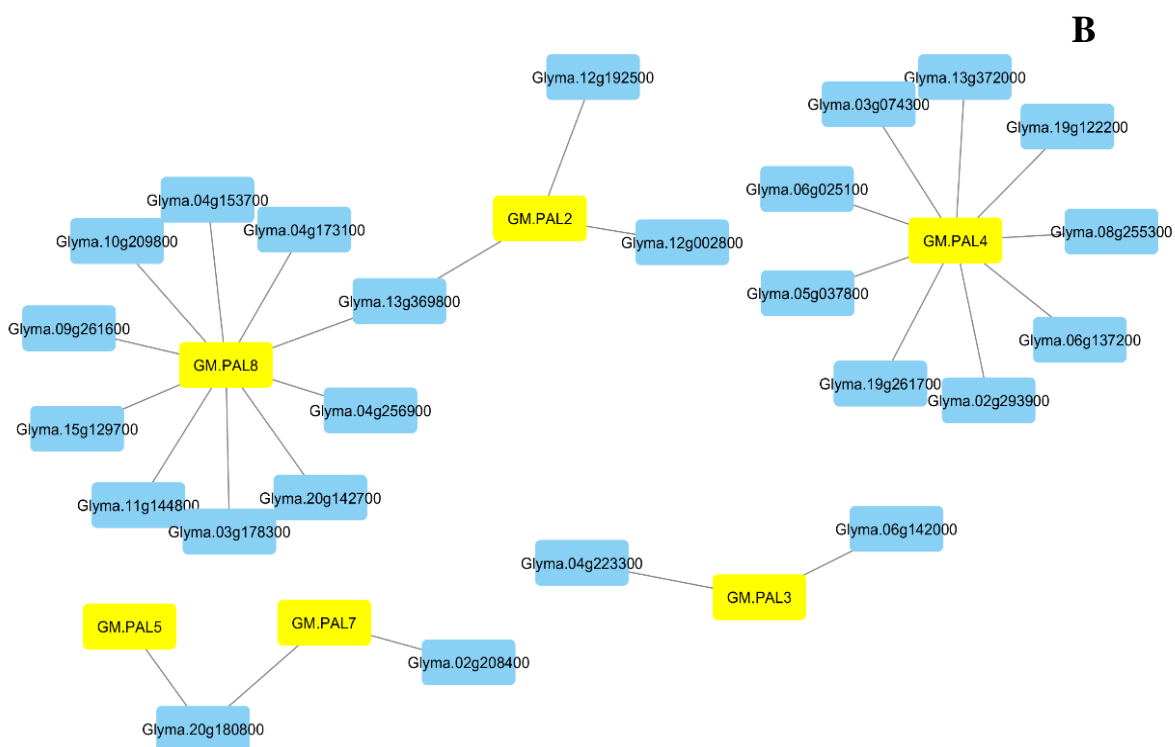 B
Glyma.12g192500
Glyma.13g372000
Glyma.03g074300
Glyma.19g122200
Glyma.06g025100
Glyma.04g153700
Glyma.04g173100
GM.PAL2
Glyma.10g209800
Glyma.12g002800
GM.PAL4
Glyma.08g255300
Glyma.05g037800
Glyma.13g369800
Glyma.09g261600
Glyma.06g137200
GM.PAL8
Glyma.19g261700
Glyma.02g293900
Glyma.04g256900
Glyma.15g129700
Glyma.11g144800
Glyma.20g142700
Glyma.03g178300
Glyma.06g142000
Glyma.04g223300
GM.PAL3
GM.PAL5
GM.PAL7
Glyma.02g208400
Glyma.20g180800